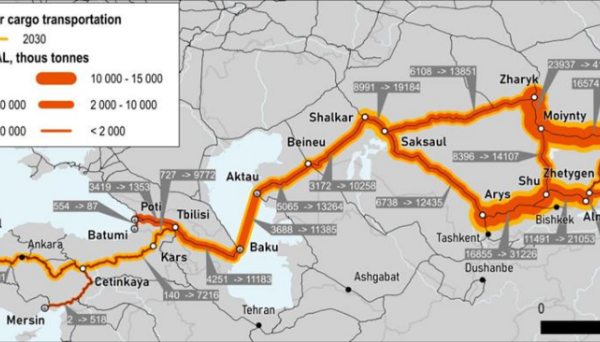 r cargo transportation
2030
AL, thous tonnes
10 000 - 15 000
0 000
2 000 - 10 000
0 000
< 2 000
6108 -> 13851
23937 -> 4
Zharyk
8991 -> 19184
16574
Shalkar
Moiynty
Saksaul
Beineu
8396 -> 14107
Zhetygen
727 -> 9772
Aktau
3172 -> 10258
Shu
3419 -> 1353
5065 -> 13264
6738 -> 12435
Arys
554 -> 87
Poti
Tbilisi
3688 -> 11385
Bishkek
Aln
Batumi
Tashkent
11491 -> 21053
Ankara
Baku
16855 -> 31226
Kars
Dushanbe
4251 -> 11183
Ashgabat
Cetinkaya
140 -> 7216
Tehran
0
Mersin
2 -> 518